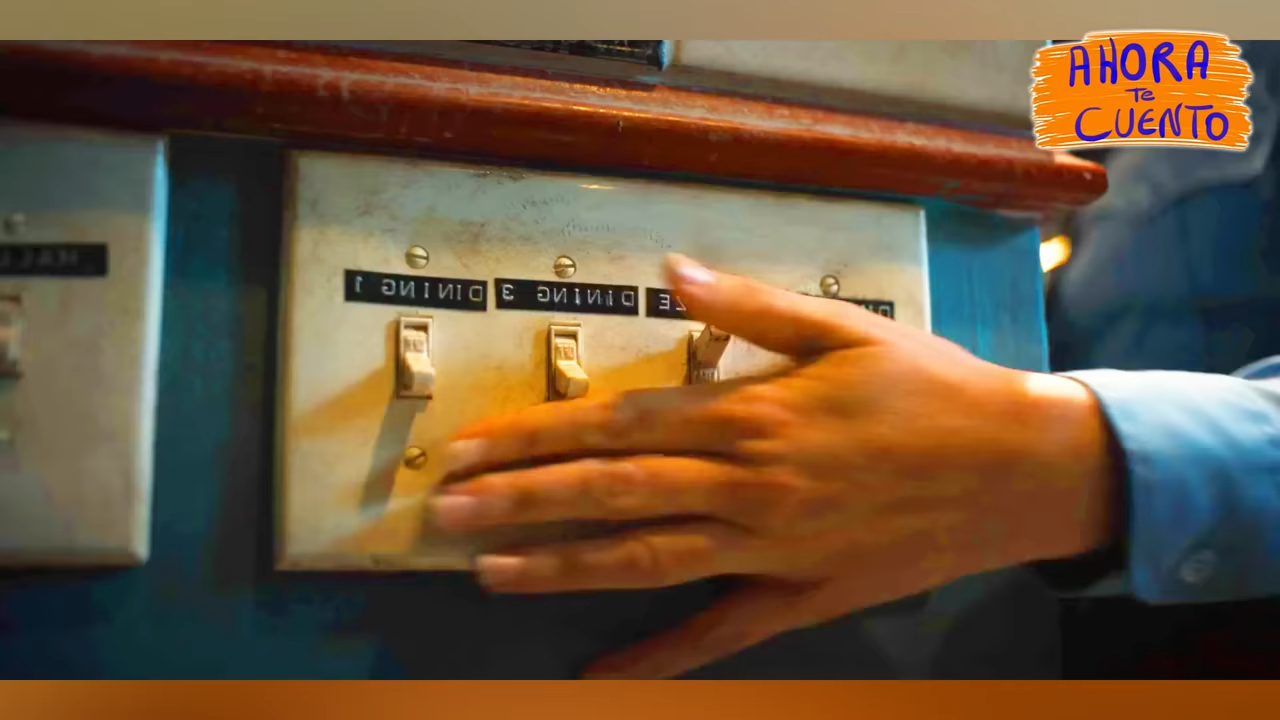 AHORA
Te
CUENTO
DINING 1
DINING 3